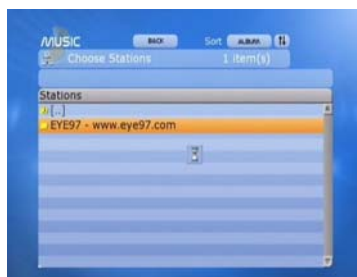 MUSIC BACK Sort ALBUM
Choose Stations 1 item(s)
Stations
[..]
EYE97 - www.eye97.com